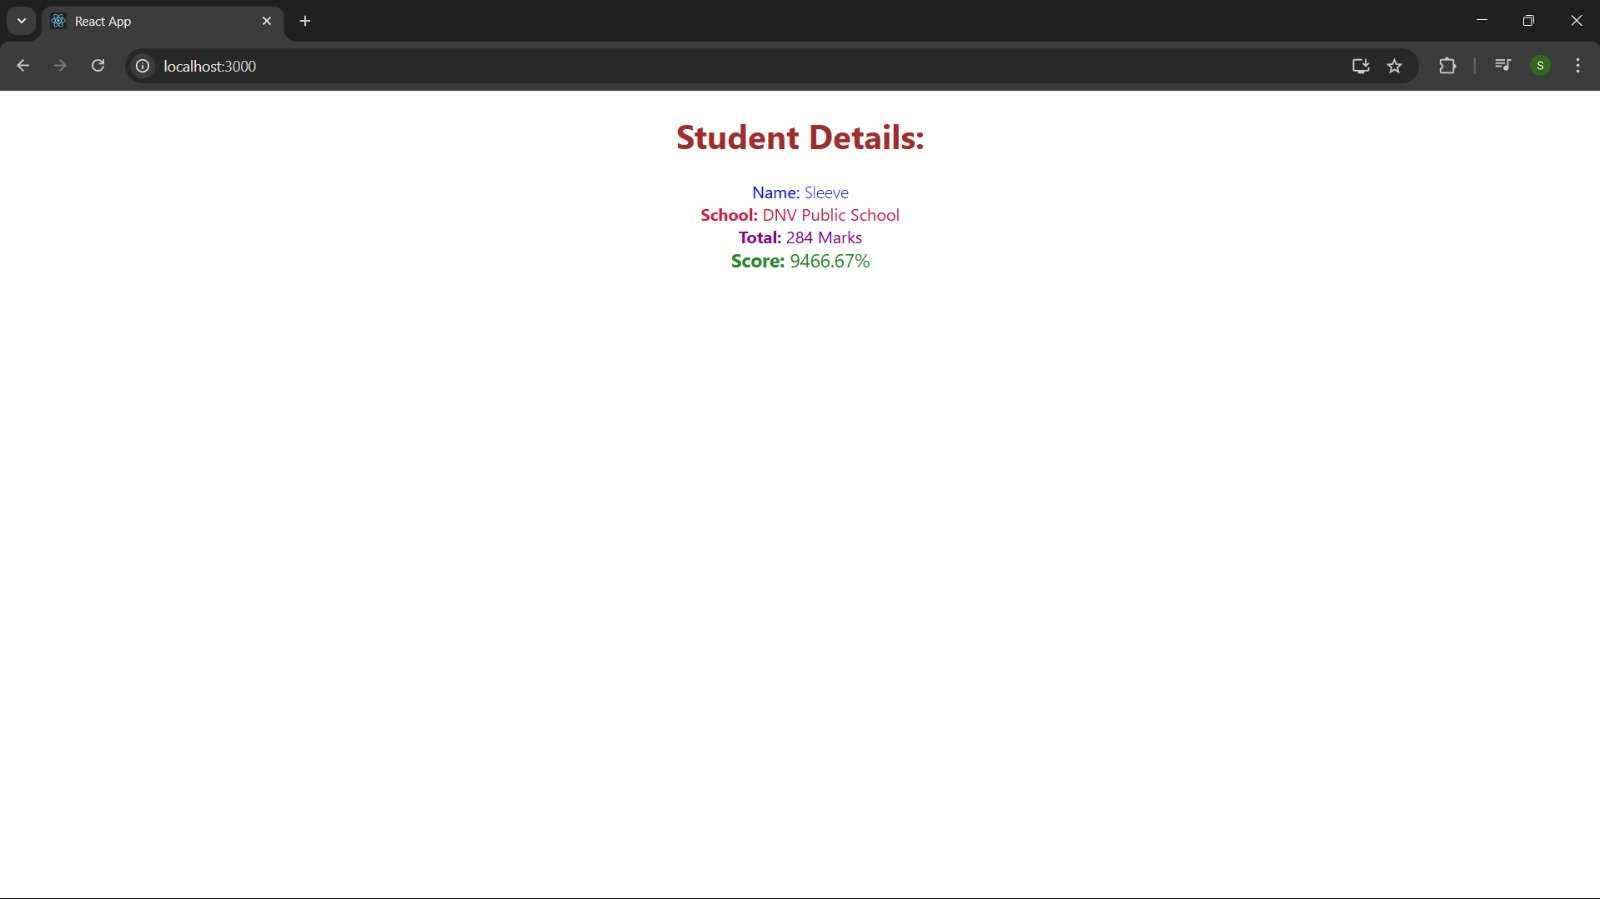 React App
localhost:3000
S
Student Details:
Name: Sleeve
School: DNV Public School
Total: 284 Marks
Score: 9466.67%